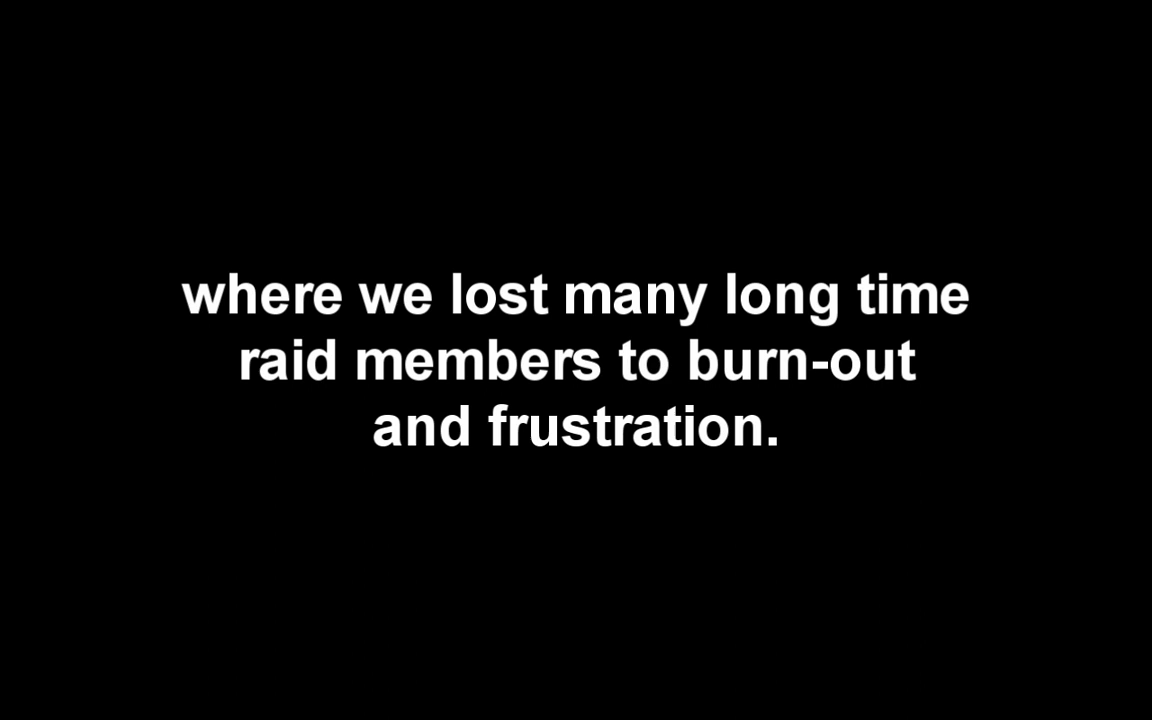 where we lost many long time
raid members to burn-out
and frustration.